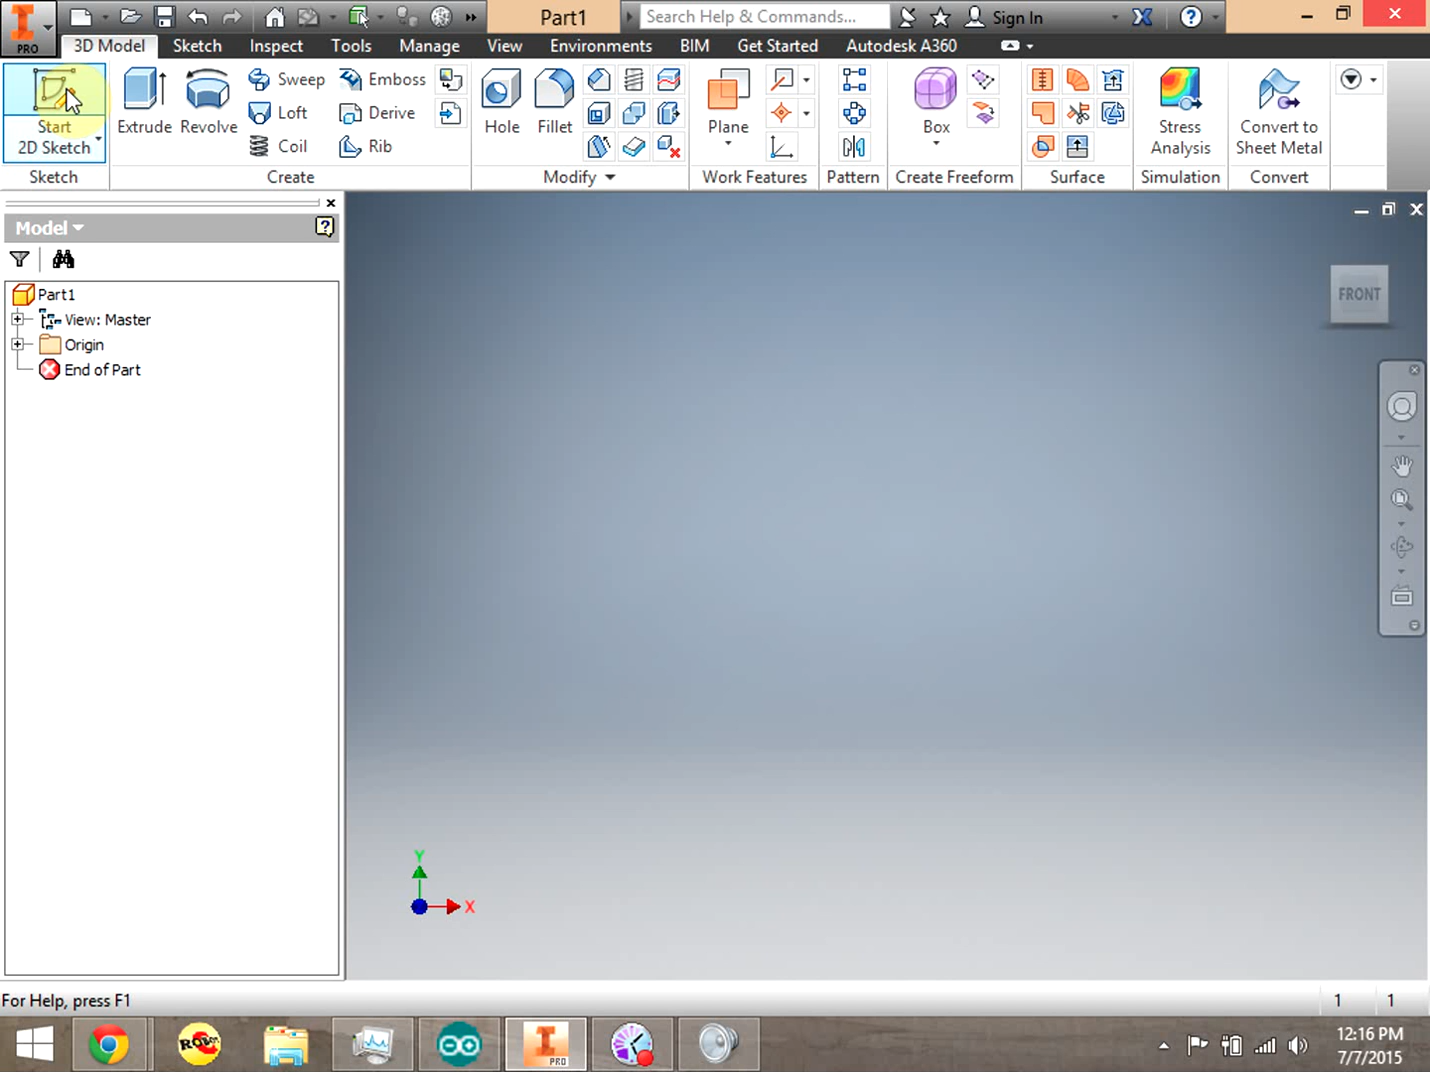 PRO
Part1
Search Help & Commands...
Sign In
3D Model
Sketch
Inspect
Tools
Manage
View
Environments
BIM
Get Started
Autodesk A360
Start
2D Sketch
Extrude
Revolve
Sweep
Loft
Coil
Emboss
Derive
Rib
Hole
Fillet
Plane
Box
Stress
Analysis
Convert to
Sheet Metal
Sketch
Create
Modify
Work Features
Pattern
Create Freeform
Surface
Simulation
Convert
Model
Part1
View: Master
Origin
End of Part
FRONT
Y
X
For Help, press F1
1
1
ROBOT
PRO
12:16 PM
7/7/2015